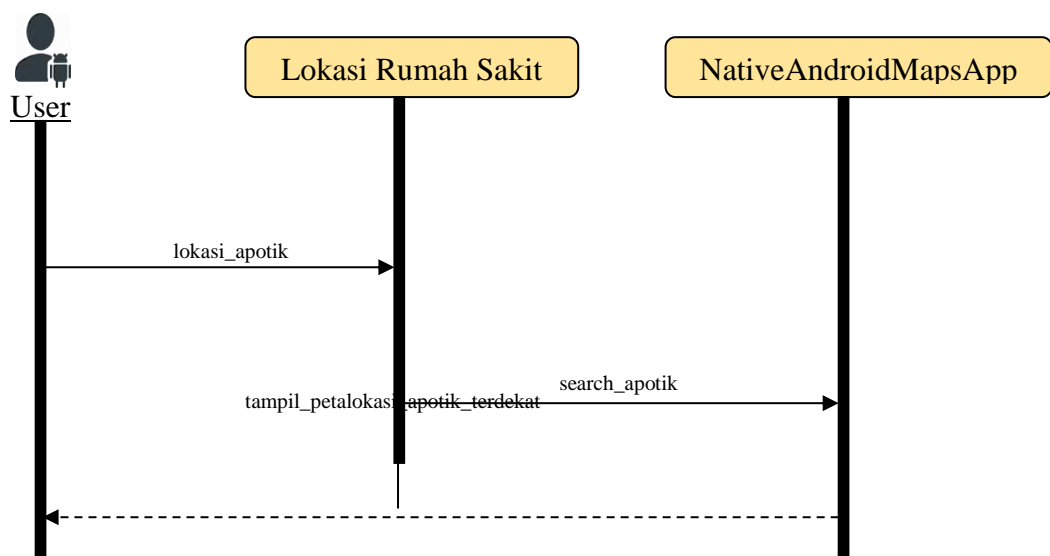 Lokasi Rumah Sakit
NativeAndroidMapsApp
User
lokasi_apotik
search_apotik
tampil_petalokasi_apotik_terdekat